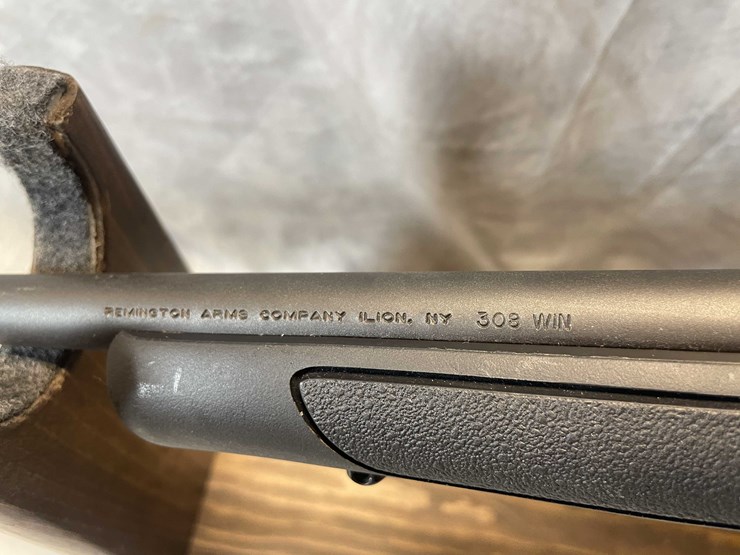 REMINGTON ARMS COMPANY ILION, NY 308 WIN